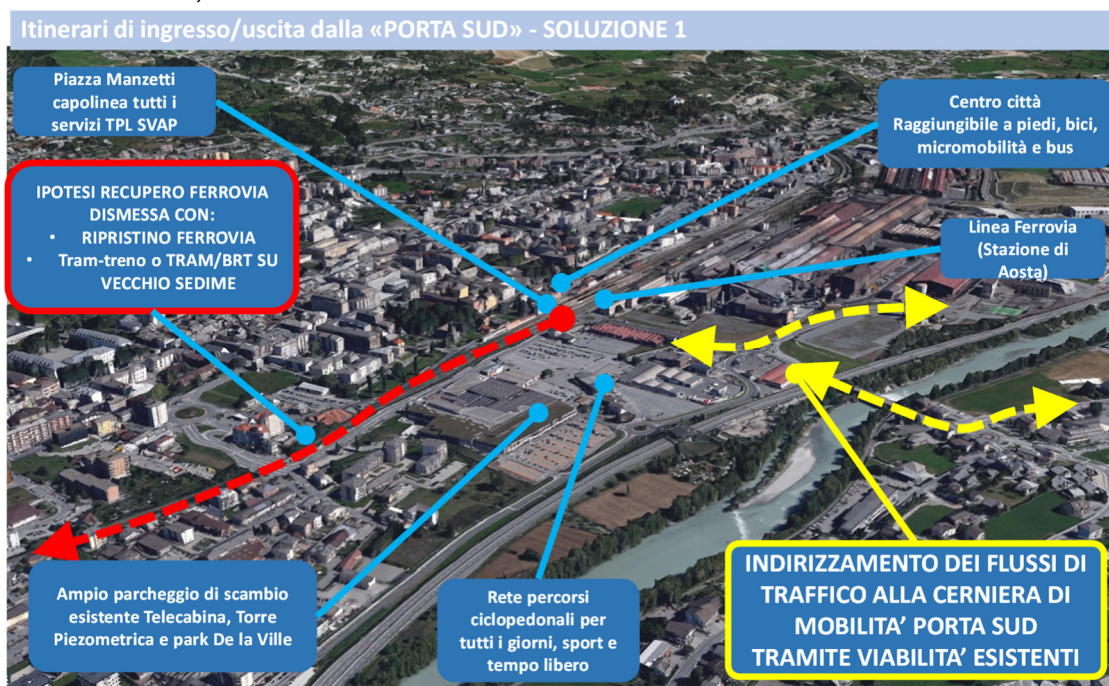 Itinerari di ingresso/uscita dalla «PORTA SUD» - SOLUZIONE 1
Piazza Manzetti
capolinea tutti i
servizi TPL SVAP
Centro città
Raggiungibile a piedi, bici,
micromobilità e bus
IPOTESI RECUPERO FERROVIA
DISMESSA CON:
• RIPRISTINO FERROVIA
• Tram-treno o TRAM/BRT SU
VECCHIO SEDIME
Linea Ferrovia
(Stazione di
Aosta)
Ampio parcheggio di scambio
esistente Telecabina, Torre
Piezometrica e park De la Ville
Rete percorsi
ciclopedonali per
tutti i giorni, sport e
tempo libero
INDIRIZZAMENTO DEI FLUSSI DI
TRAFFICO ALLA CERNIERA DI
MOBILITA’ PORTA SUD
TRAMITE VIABILITA’ ESISTENTI